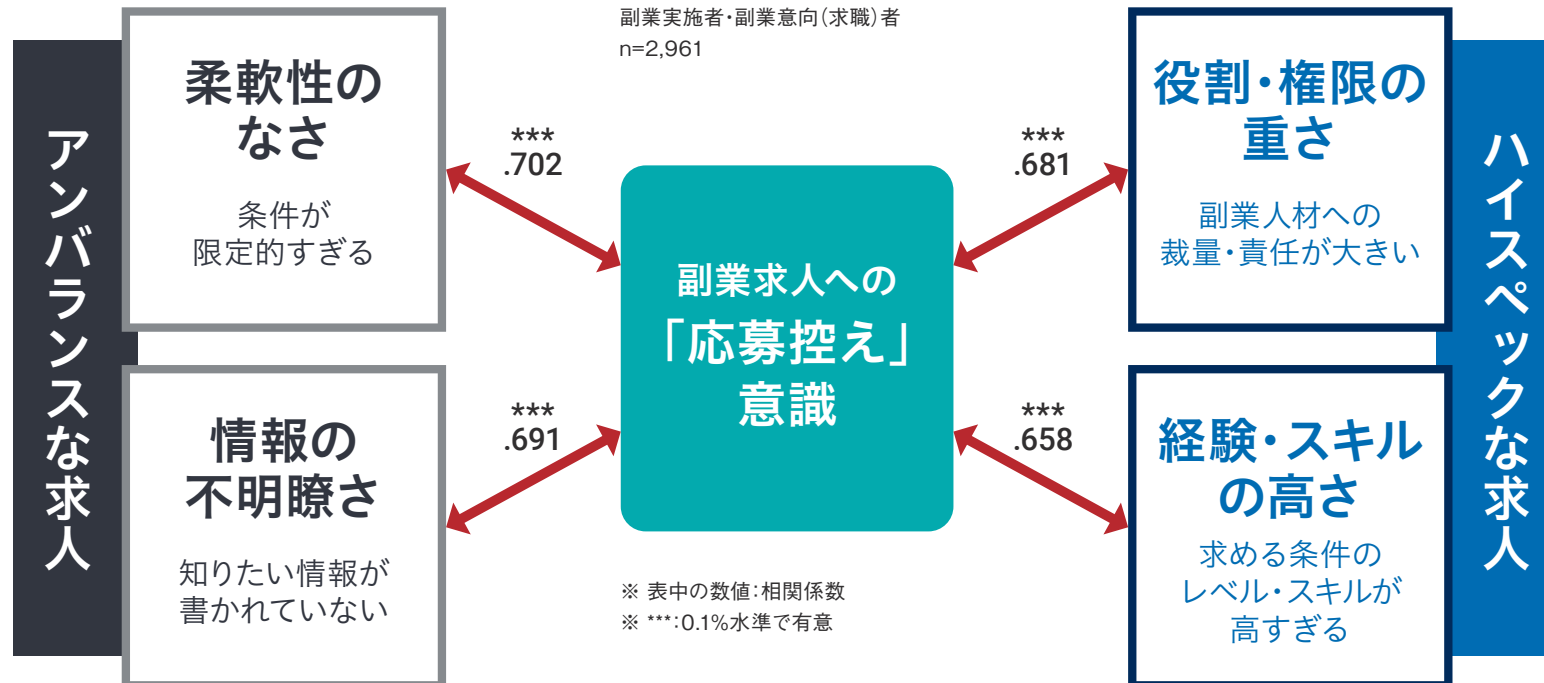 副業実施者・副業意向（求職）者
n=2,961
アンバランスな求人
柔軟性の
なさ
条件が
限定的すぎる
***
.702
情報の
不明瞭さ
知りたい情報が
書かれていない
***
.691
副業求人への
「応募控え」
意識
***
.681
役割・権限の
重さ
副業人材への
裁量・責任が大きい
***
.658
経験・スキル
の高さ
求める条件の
レベル・スキルが
高すぎる
ハイスペックな求人
※ 表中の数値：相関係数
※ ***：0.1%水準で有意